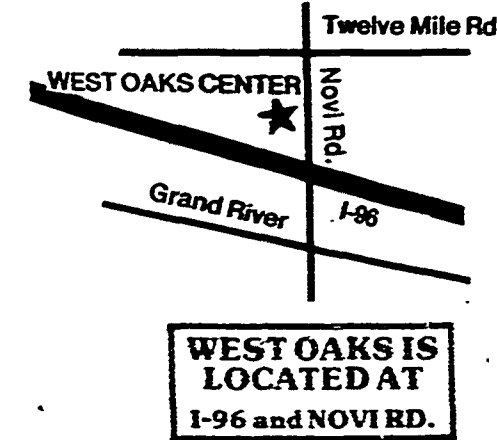 Twelve Mile Rd
WEST OAKS CENTER
Novi Rd.
Grand River
I-96
WEST OAKS IS
LOCATED AT
I-96 and NOVI RD.